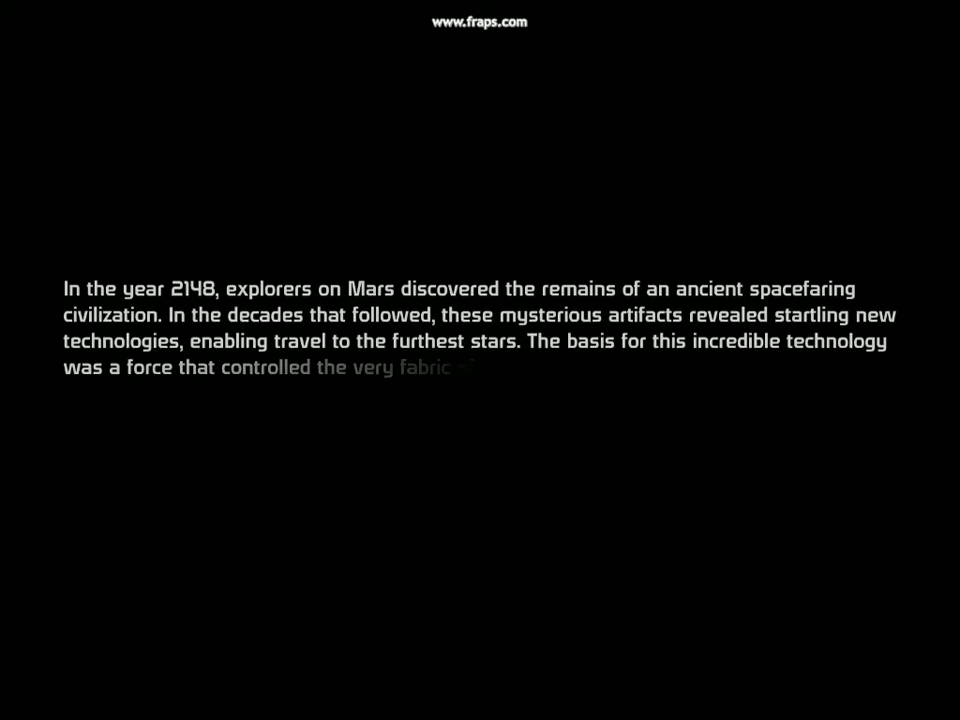 www.fraps.com
In the year 2148, explorers on Mars discovered the remains of an ancient spacefaring
civilization. In the decades that followed, these mysterious artifacts revealed startling new
technologies, enabling travel to the furthest stars. The basis for this incredible technology
was a force that controlled the very fabric